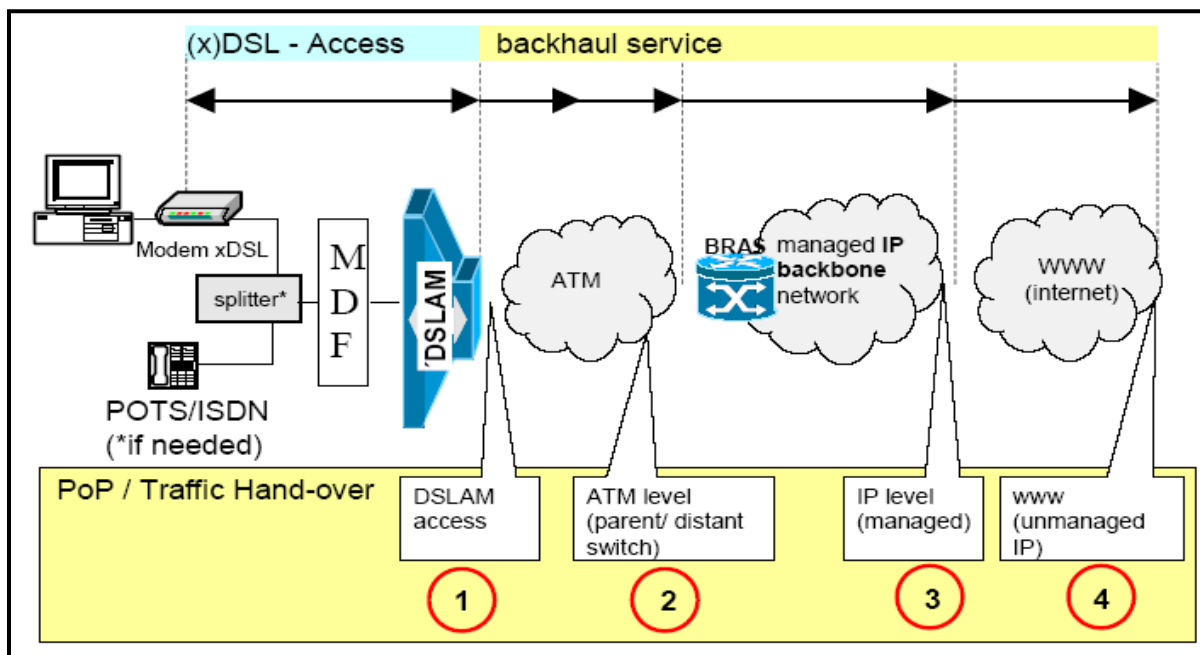 (x)DSL - Access
backhaul service
Modem xDSL
splitter*
POTS/ISDN
(*if needed)
M
D
F
DSLAM
ATM
BRAS
managed IP
backbone
network
WWW
(internet)
PoP / Traffic Hand-over
DSLAM
access
ATM level
(parent/ distant
switch)
IP level
(managed)
www
(unmanaged
IP)
1
2
3
4